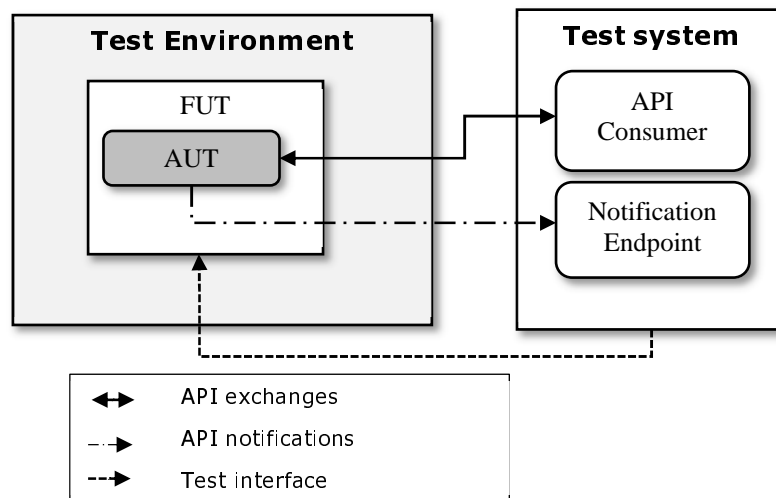 Test Environment
Test system
FUT
AUT
API
Consumer
Notification
Endpoint
API exchanges
API notifications
Test interface